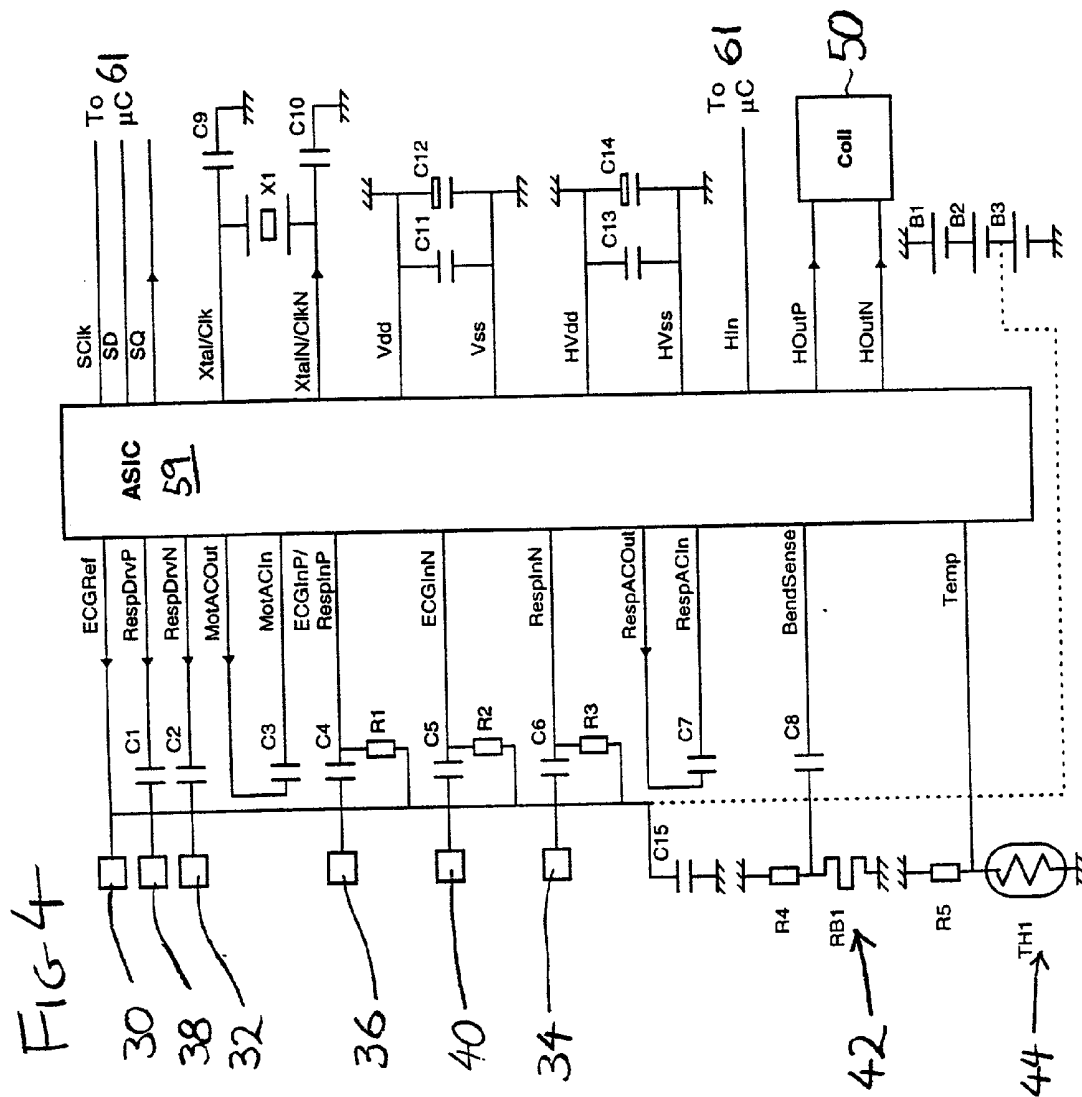 FIG 4
30
38
32
36
40
34
42
44
C1
C2
C3
C4
R1
C5
R2
C6
R3
C7
C8
C15
R4
RB1
R5
TH1
ECGRef
RespDrvP
RespDrvN
MotACOut
MotACIn
ECGInP/
RespInP
ECGInN
RespInN
RespACOut
RespACIn
BendSense
Temp
ASIC
59
SClk
SD
SQ
To
µC 61
Xtal/Clk
XtalN/ClkN
X1
C9
C10
Vdd
Vss
C11
C12
HVdd
HVss
C13
C14
HIn
To
µC 61
HOutP
HOutN
Coil
50
B1
B2
B3